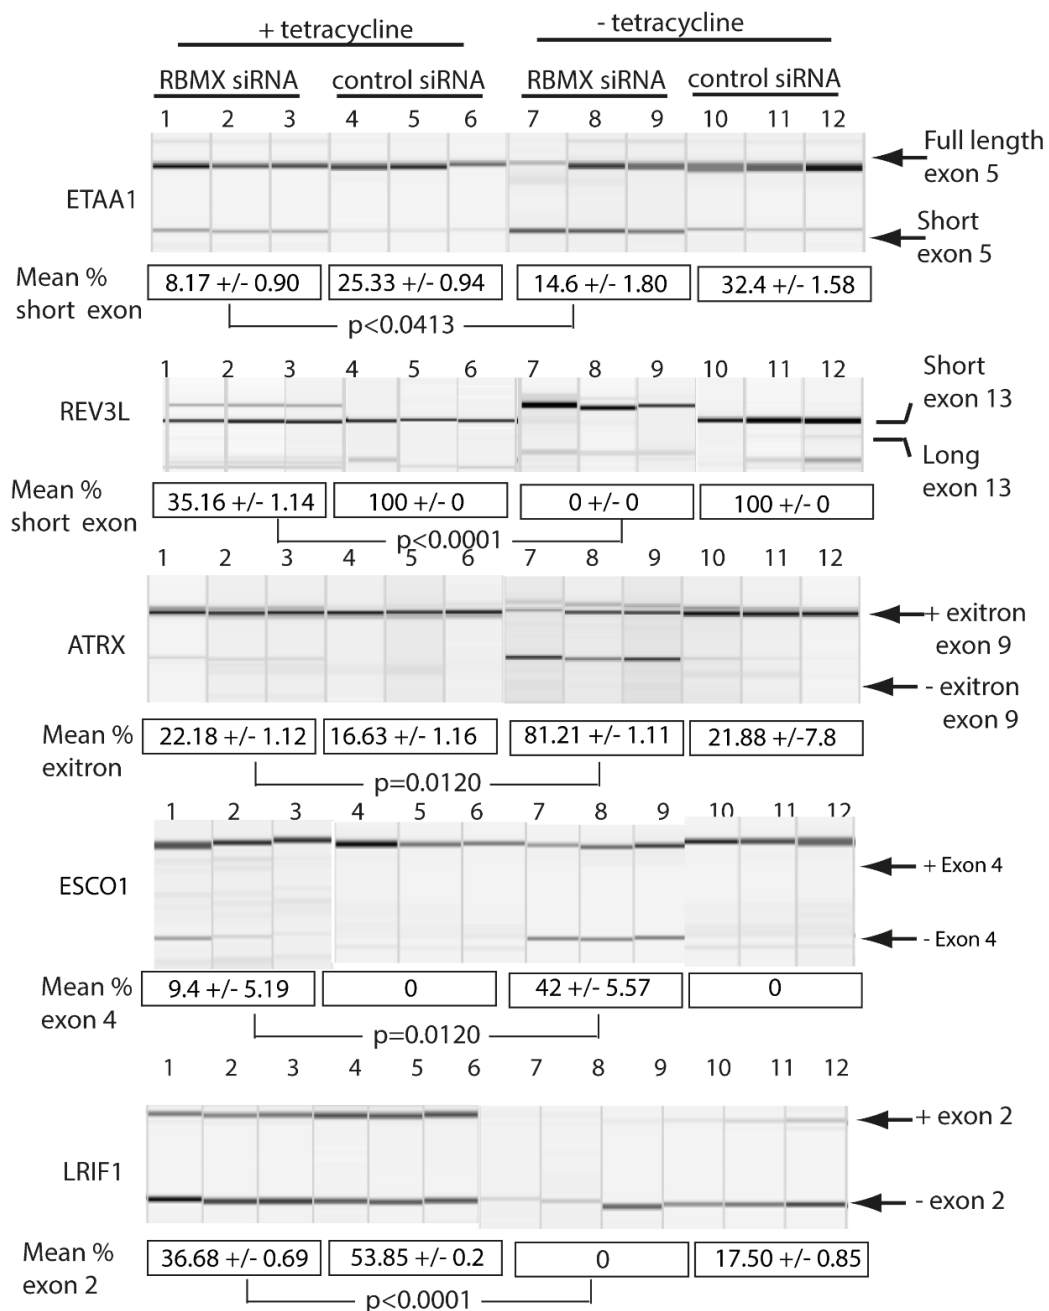 + tetracycline
- tetracycline
RBMX siRNA
control siRNA
RBMX siRNA
control siRNA
1 2 3 4 5 6 7 8 9 10 11 12
ETAA1
Full length
exon 5
Short
exon 5
Mean %
short exon
8.17 +/- 0.90
25.33 +/- 0.94
14.6 +/- 1.80
32.4 +/- 1.58
p<0.0413
1 2 3 4 5 6 7 8 9 10 11 12
REV3L
Short
exon 13
Long
exon 13
Mean %
short exon
35.16 +/- 1.14
100 +/- 0
0 +/- 0
100 +/- 0
p<0.0001
1 2 3 4 5 6 7 8 9 10 11 12
ATRX
+ exitron
exon 9
- exitron
exon 9
Mean %
exitron
22.18 +/- 1.12
16.63 +/- 1.16
81.21 +/- 1.11
21.88 +/-7.8
p=0.0120
1 2 3 4 5 6 7 8 9 10 11 12
ESCO1
+ Exon 4
- Exon 4
Mean %
exon 4
9.4 +/- 5.19
0
42 +/- 5.57
0
p=0.0120
1 2 3 4 5 6 7 8 9 10 11 12
LRIF1
+ exon 2
- exon 2
Mean %
exon 2
36.68 +/- 0.69
53.85 +/- 0.2
0
17.50 +/- 0.85
p<0.0001